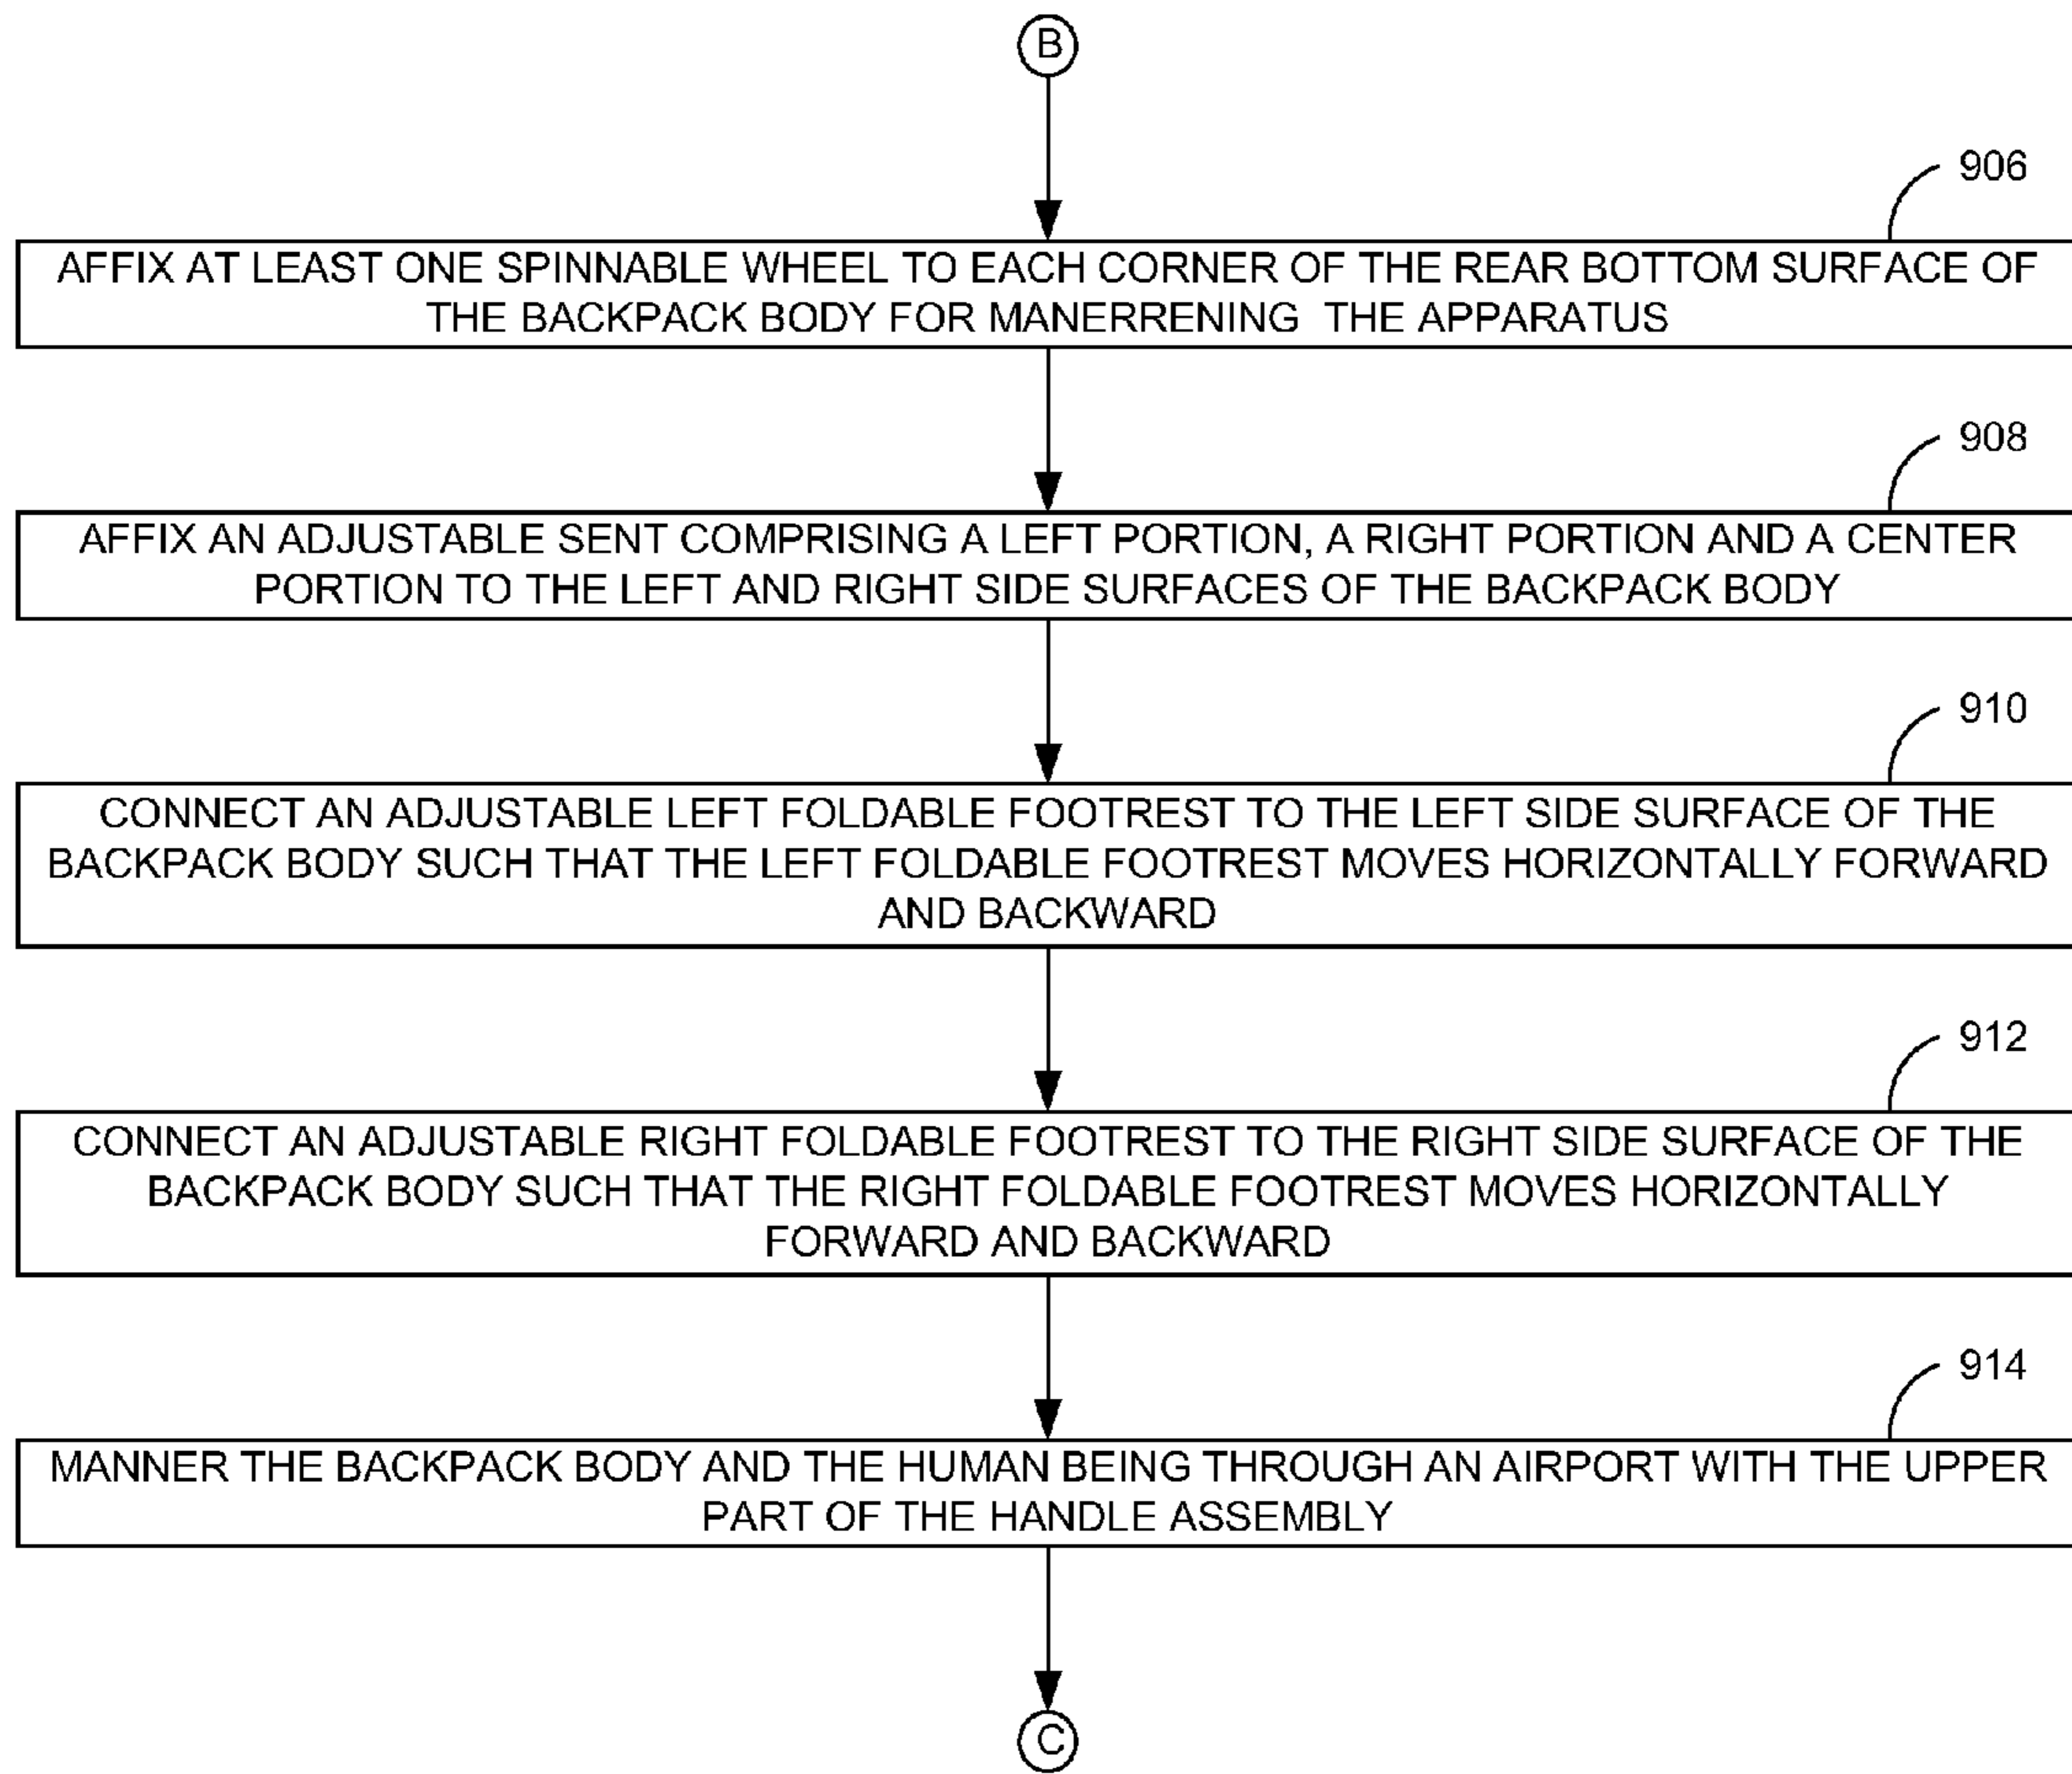 B
906
AFFIX AT LEAST ONE SPINNABLE WHEEL TO EACH CORNER OF THE REAR BOTTOM SURFACE OF
THE BACKPACK BODY FOR MANERRENING THE APPARATUS
908
AFFIX AN ADJUSTABLE SENT COMPRISING A LEFT PORTION, A RIGHT PORTION AND A CENTER
PORTION TO THE LEFT AND RIGHT SIDE SURFACES OF THE BACKPACK BODY
910
CONNECT AN ADJUSTABLE LEFT FOLDABLE FOOTREST TO THE LEFT SIDE SURFACE OF THE
BACKPACK BODY SUCH THAT THE LEFT FOLDABLE FOOTREST MOVES HORIZONTALLY FORWARD
AND BACKWARD
912
CONNECT AN ADJUSTABLE RIGHT FOLDABLE FOOTREST TO THE RIGHT SIDE SURFACE OF THE
BACKPACK BODY SUCH THAT THE RIGHT FOLDABLE FOOTREST MOVES HORIZONTALLY
FORWARD AND BACKWARD
914
MANNER THE BACKPACK BODY AND THE HUMAN BEING THROUGH AN AIRPORT WITH THE UPPER
PART OF THE HANDLE ASSEMBLY
C